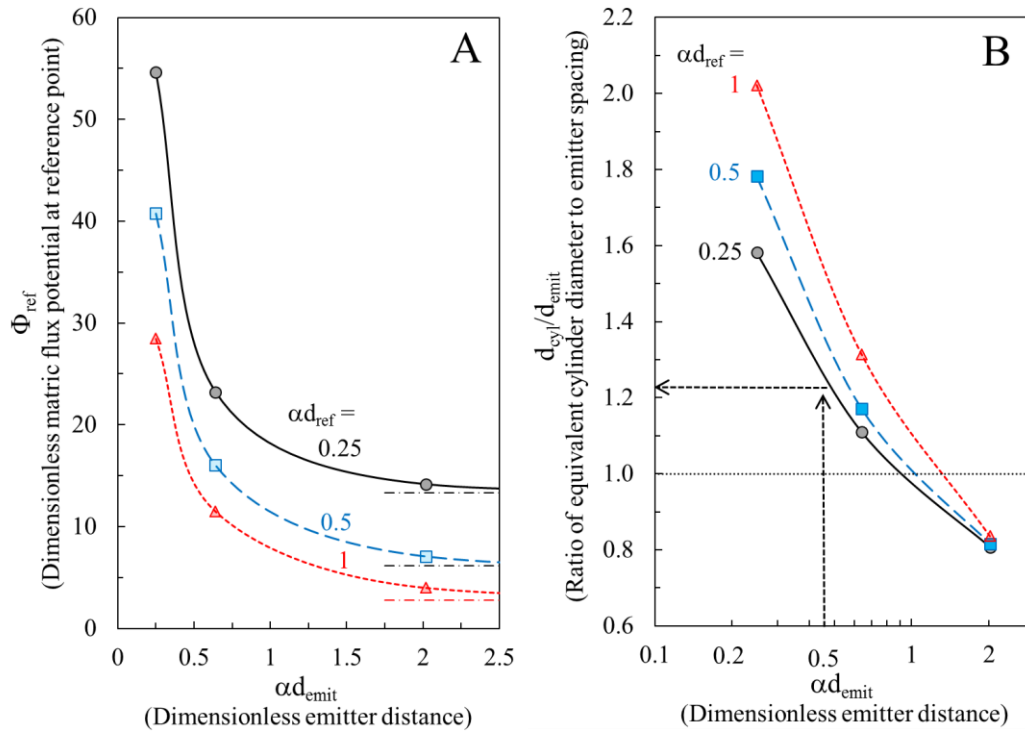 A
Φref
(Dimensionless matric flux potential at reference point)
60
50
40
30
20
10
0
αdref =
0.25
0.5
1
0
0.5
1
1.5
2
2.5
αdemit
(Dimensionless emitter distance)
B
dcyl/demit
(Ratio of equivalent cylinder diameter to emitter spacing)
2.2
2.0
1.8
1.6
1.4
1.2
1.0
0.8
0.6
αdref =
1
0.5
0.25
0.1
0.2
0.5
1
2
αdemit
(Dimensionless emitter distance)